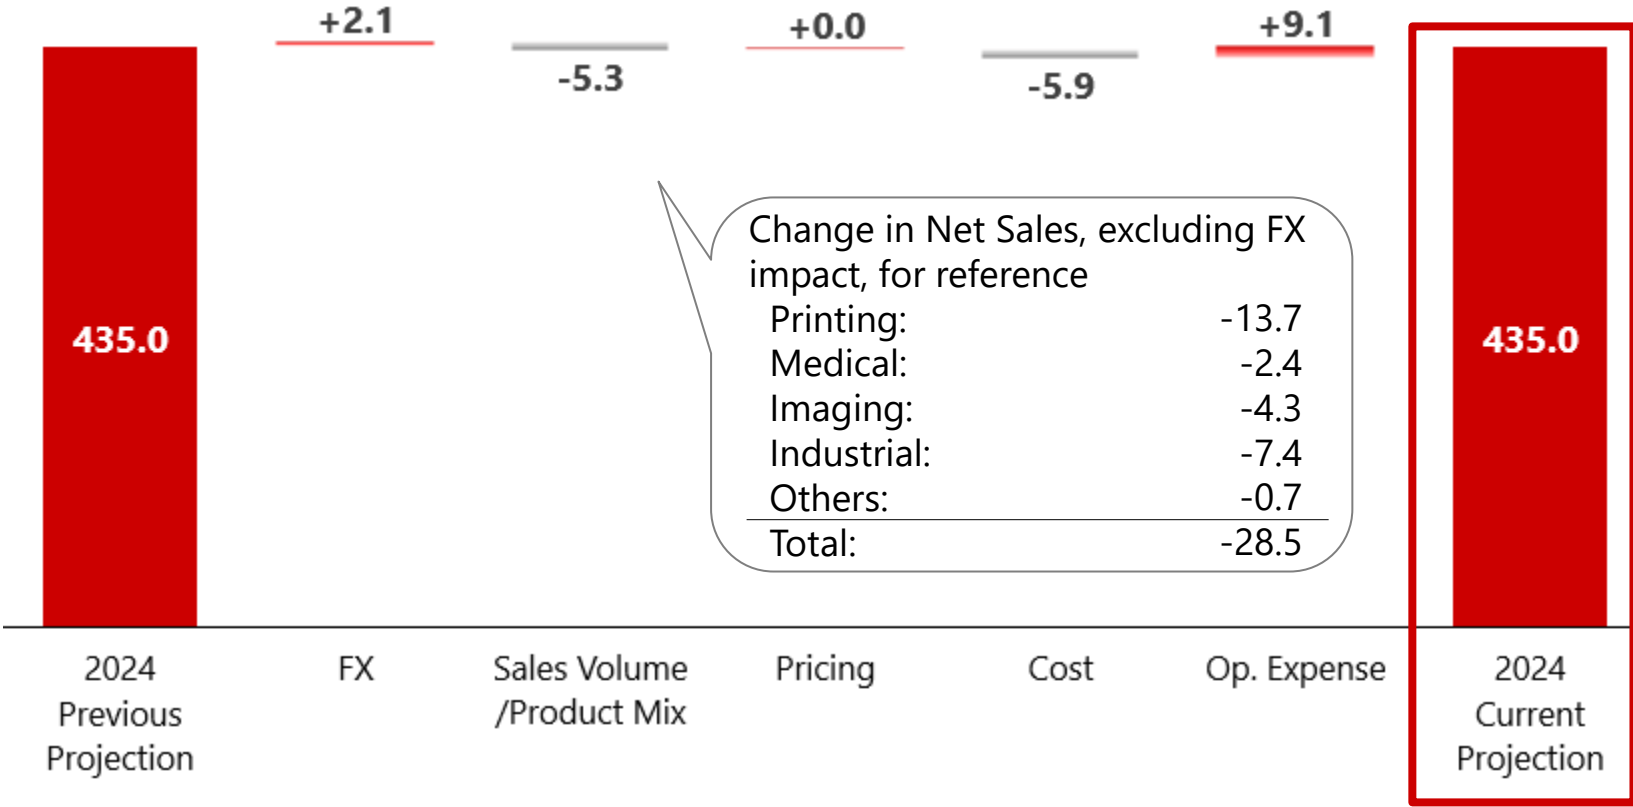 +2.1
-5.3
+0.0
-5.9
+9.1
435.0
435.0
Change in Net Sales, excluding FX
impact, for reference
Printing: -13.7
Medical: -2.4
Imaging: -4.3
Industrial: -7.4
Others: -0.7
Total: -28.5
2024
Previous
Projection
FX
Sales Volume
/Product Mix
Pricing
Cost
Op. Expense
2024
Current
Projection